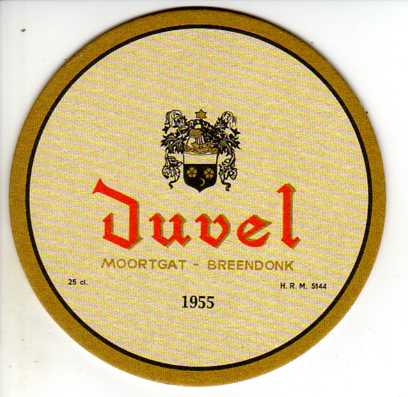 Duvel
MOORTGAT - BREENDONK
25 cl.
H. R. M. 5144
1955